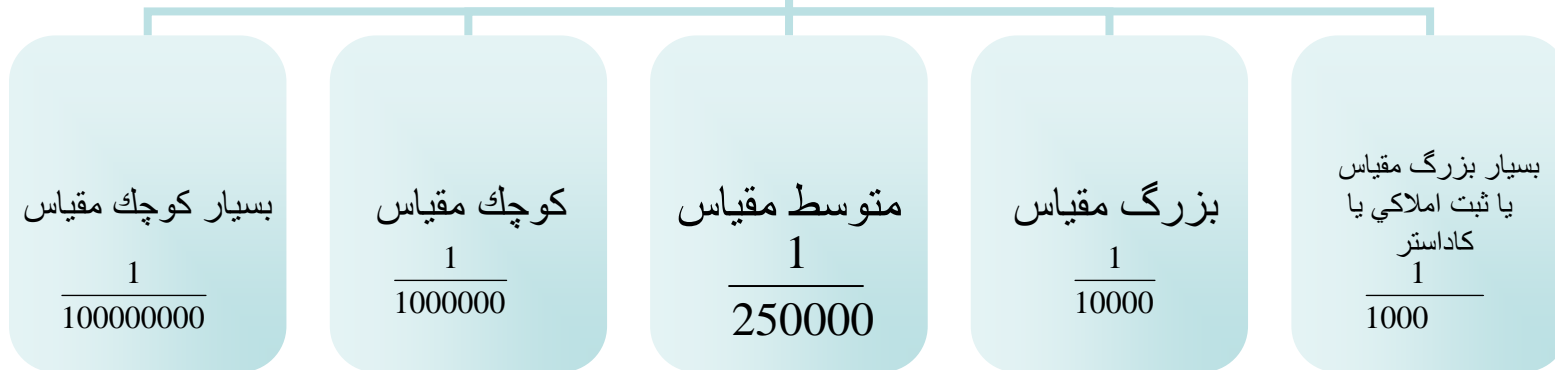 بسيار بزرگ مقياس
يا ثبت املاكي يا
كاداستر
1
1000
بزرگ مقياس
1
10000
متوسط مقياس
1
250000
كوچك مقياس
1
1000000
بسيار كوچك مقياس
1
100000000